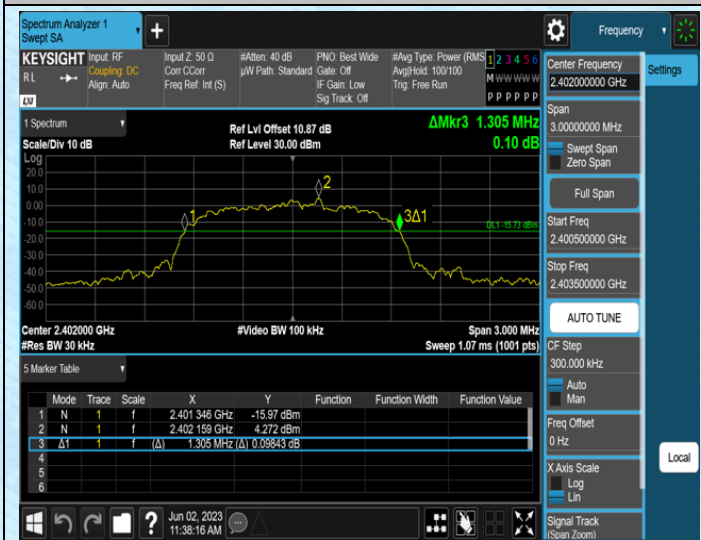 Spectrum Analyzer 1
Swept SA
Frequency
KEYSIGHT
RL
LXI
Input: RF
Coupling: DC
Align: Auto
Input Z: 50 Ω
Corr CCorr
Freq Ref: Int (S)
#Atten: 40 dB
µW Path: Standard
PNO: Best Wide
Gate: Off
IF Gain: Low
Sig Track: Off
#Avg Type: Power (RMS
Avg|Hold: 100/100
Trig: Free Run
1 2 3 4 5 6
M W W W W W
P P P P P P
1 Spectrum
Scale/Div 10 dB
Ref Lvl Offset 10.87 dB
Ref Level 30.00 dBm
ΔMkr3 1.305 MHz
0.10 dB
Log
20.0
10.0
0.00
-10.0
-20.0
-30.0
-40.0
-50.0
-60.0
1
2
3Δ1
DL1 -15.73 dBm
Center 2.402000 GHz
#Video BW 100 kHz
Span 3.000 MHz
#Res BW 30 kHz
Sweep 1.07 ms (1001 pts)
5 Marker Table
Mode Trace Scale X Y Function Function Width Function Value
1 N 1 f 2.401 346 GHz -15.97 dBm
2 N 1 f 2.402 159 GHz 4.272 dBm
3 Δ1 1 f (Δ) 1.305 MHz (Δ) 0.09843 dB
4
5
6
Jun 02, 2023
11:38:16 AM
Center Frequency
2.402000000 GHz
Settings
Span
3.00000000 MHz
Swept Span
Zero Span
Full Span
Start Freq
2.400500000 GHz
Stop Freq
2.403500000 GHz
AUTO TUNE
CF Step
300.000 kHz
Auto
Man
Freq Offset
0 Hz
X Axis Scale
Log
Lin
Signal Track
(Span Zoom)
Local